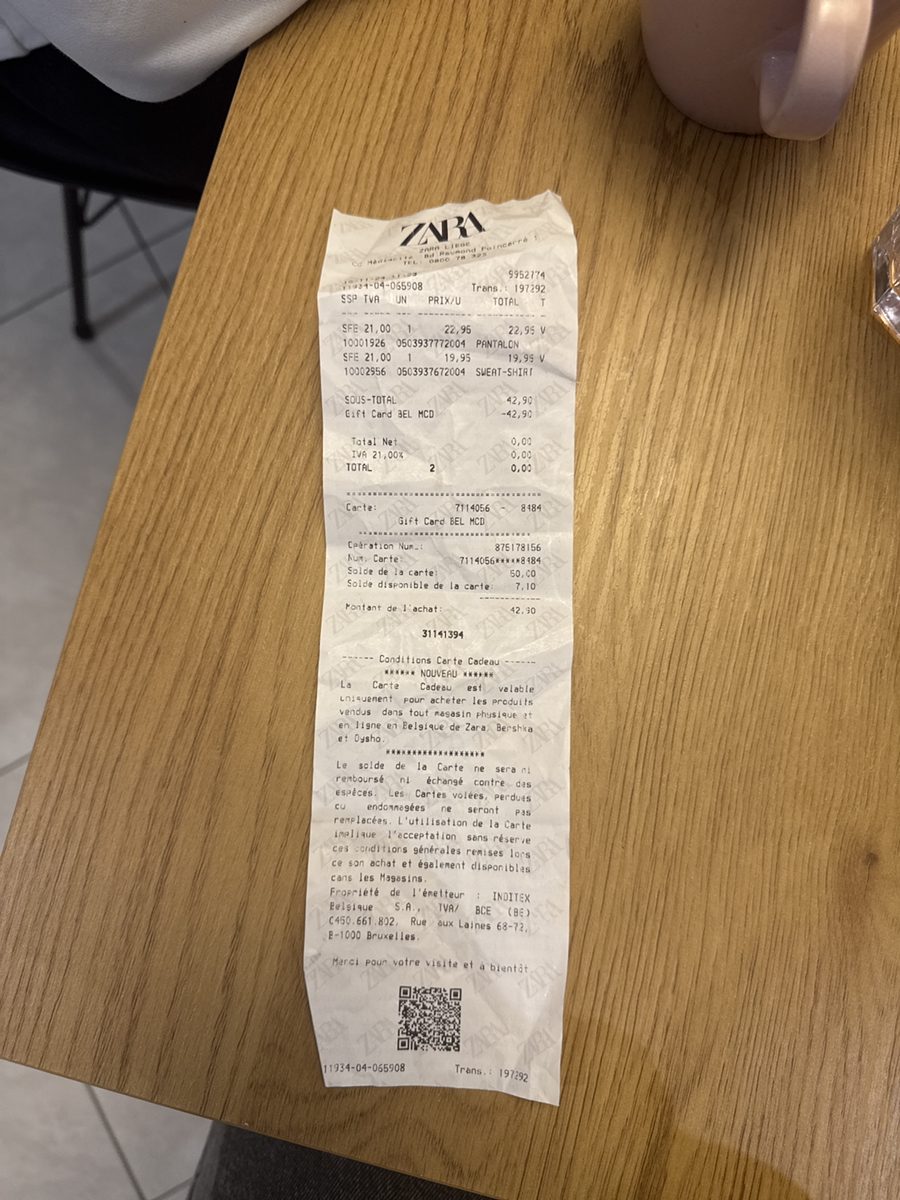 ZARA
ZARA LIEGE
Bd Raymond Poincarré
TEL: 0800 78 323
9952774
11934-04-065908 Trans.: 197292
SSP TVA UN PRIX/U TOTAL T
SFE 21,00 1 22,95 22,95 V
10001926 0503937772004 PANTALON
SFE 21,00 1 19,95 19,95 V
10002956 0503937672004 SWEAT-SHIRT
SOUS-TOTAL 42,90
Gift Card BEL MCD -42,90
Total Net 0,00
IVA 21,00% 0,00
TOTAL 2 0,00
Carte: 7114056 - 8484
Gift Card BEL MCD
Opération Num.: 875178156
Num. Carte: 7114056*****8484
Solde de la carte: 50,00
Solde disponible de la carte: 7,10
Montant de l'achat: 42,90
31141394
------ Conditions Carte Cadeau ------
****** NOUVEAU ******
La Carte Cadeau est valable
uniquement pour acheter les produits
vendus dans tout magasin physique et
en ligne en Belgique de Zara, Bershka
et Oysho.
*******************
Le solde de la Carte ne sera ni
remboursé ni échangé contre des
espèces. Les Cartes volées, perdues
ou endommagées ne seront pas
remplacées. L'utilisation de la Carte
implique l'acceptation sans réserve
des conditions générales remises lors
de son achat et également disponibles
dans les Magasins.
Propriété de l'émetteur : INDITEX
Belgique S.A., TVA/ BCE (BE)
0450.661.802, Rue aux Laines 68-72,
B-1000 Bruxelles.
Merci pour votre visite et à bientôt
11934-04-065908 Trans.: 197292